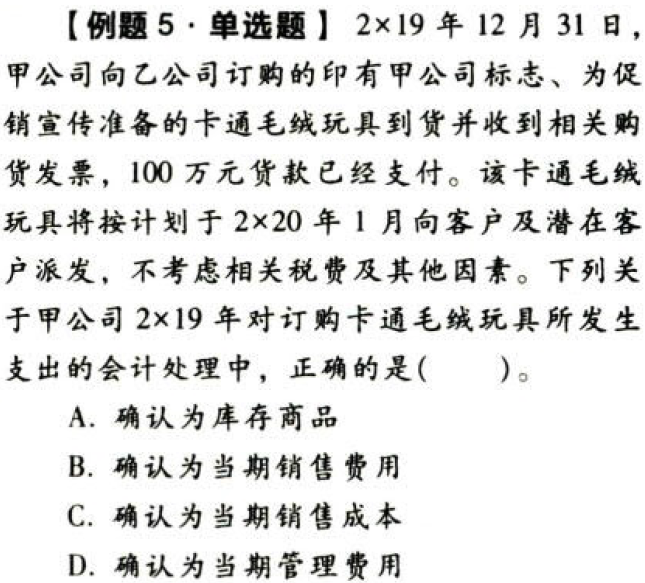 【例题 5·单选题】 2×19 年 12 月 31 日，
甲公司向乙公司订购的印有甲公司标志、为促
销宣传准备的卡通毛绒玩具到货并收到相关购
货发票，100 万元货款已经支付。该卡通毛绒
玩具将按计划于 2×20 年 1 月向客户及潜在客
户派发，不考虑相关税费及其他因素。下列关
于甲公司 2×19 年对订购卡通毛绒玩具所发生
支出的会计处理中，正确的是(　　)。
A. 确认为库存商品
B. 确认为当期销售费用
C. 确认为当期销售成本
D. 确认为当期管理费用